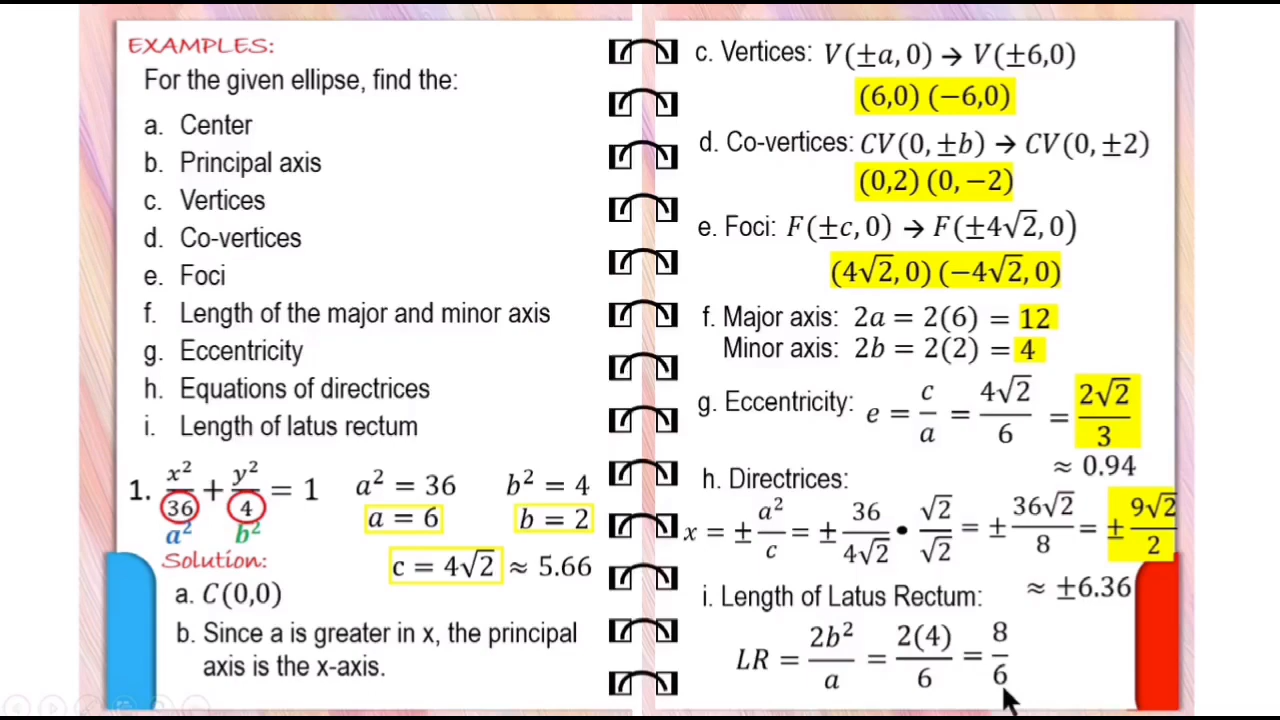 EXAMPLES:
For the given ellipse, find the:
a. Center
b. Principal axis
c. Vertices
d. Co-vertices
e. Foci
f. Length of the major and minor axis
g. Eccentricity
h. Equations of directrices
i. Length of latus rectum
1. x²/36 + y²/4 = 1
a² b²
a² = 36 b² = 4
a = 6 b = 2
Solution:
c = 4√2 ≈ 5.66
a. C(0,0)
b. Since a is greater in x, the principal
axis is the x-axis.
c. Vertices: V(±a, 0) → V(±6,0)
(6,0) (−6,0)
d. Co-vertices: CV(0, ±b) → CV(0, ±2)
(0,2) (0, −2)
e. Foci: F(±c, 0) → F(±4√2, 0)
(4√2, 0) (−4√2, 0)
f. Major axis: 2a = 2(6) = 12
Minor axis: 2b = 2(2) = 4
g. Eccentricity: e = c/a = 4√2/6 = 2√2/3
≈ 0.94
h. Directrices:
x = ± a²/c = ± 36/4√2 • √2/√2 = ± 36√2/8 = ± 9√2/2
≈ ±6.36
i. Length of Latus Rectum:
LR = 2b²/a = 2(4)/6 = 8/6